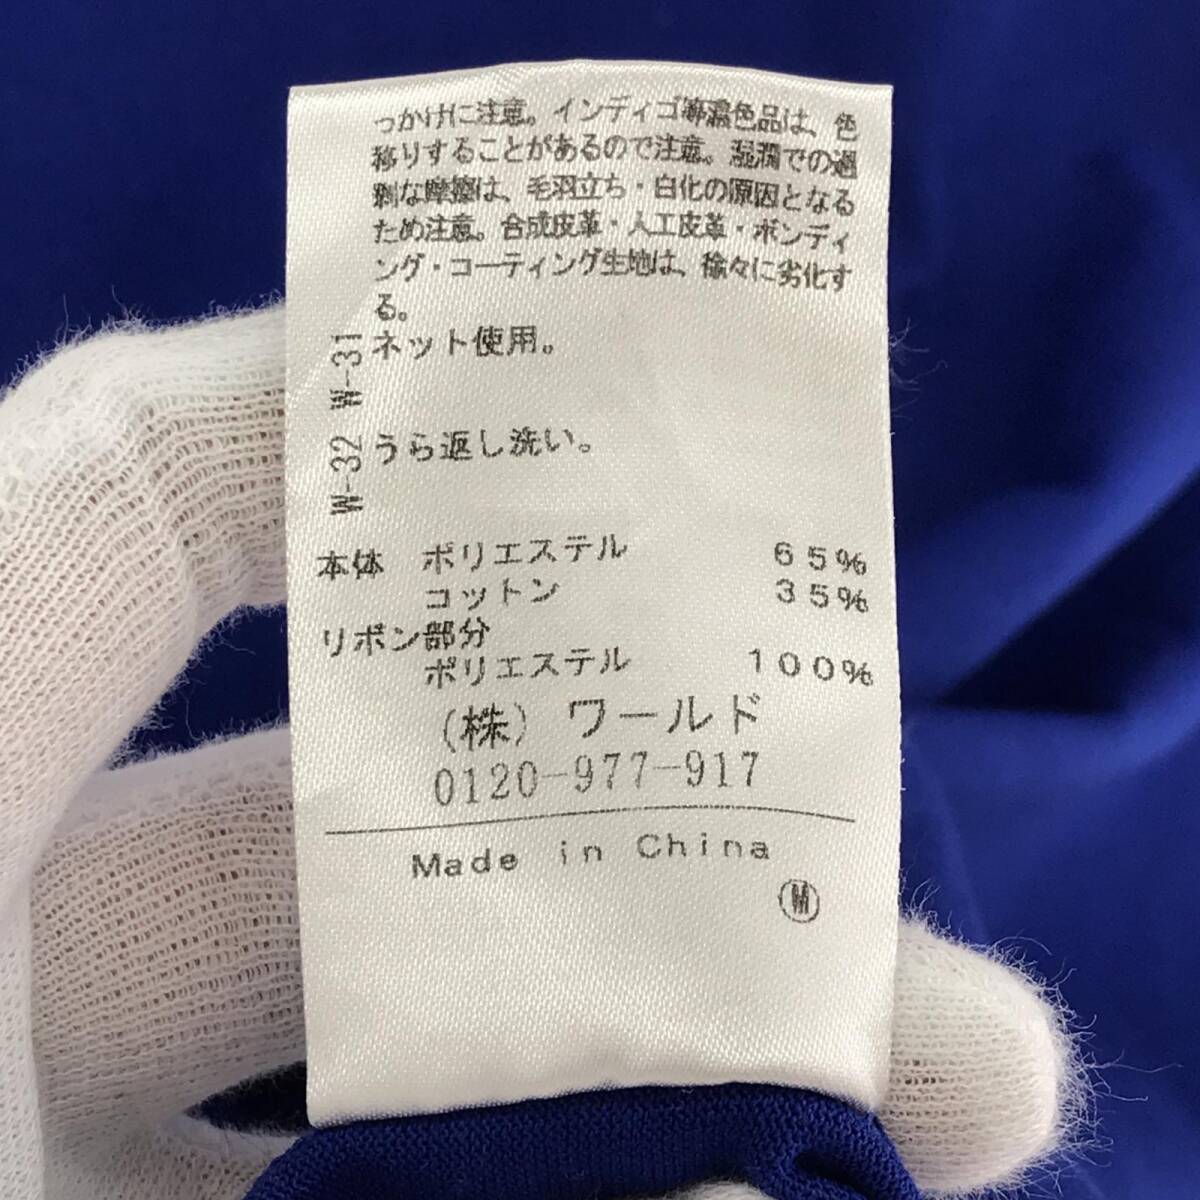 っかけに注意。インディゴ等濃色品は、色
移りすることがあるので注意。湿潤での過
剰な摩擦は、毛羽立ち・白化の原因となる
ため注意。合成皮革・人工皮革・ボンディ
ング・コーティング生地は、徐々に劣化す
る。
W-31 ネット使用。
W-32 うら返し洗い。
本体 ポリエステル 65%
コットン 35%
リボン部分
ポリエステル 100%
(株) ワールド
0120-977-917
Made in China
M